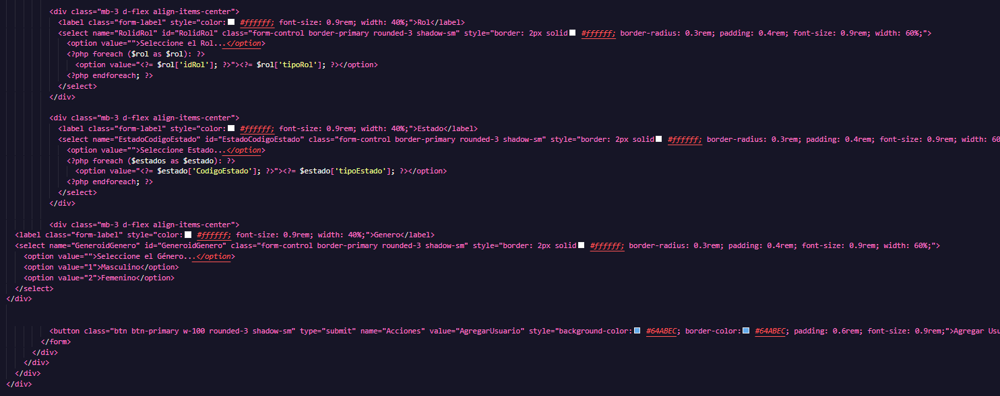 <div class="mb-3 d-flex align-items-center">
<label class="form-label" style="color: #ffffff; font-size: 0.9rem; width: 40%;">Rol</label>
<select name="RolidRol" id="RolidRol" class="form-control border-primary rounded-3 shadow-sm" style="border: 2px solid #ffffff; border-radius: 0.3rem; padding: 0.4rem; font-size: 0.9rem; width: 60%;">
<option value="">Seleccione el Rol...</option>
<?php foreach ($rol as $rol): ?>
<option value="<?= $rol['idRol']; ?>"><?= $rol['tipoRol']; ?></option>
<?php endforeach; ?>
</select>
</div>
<div class="mb-3 d-flex align-items-center">
<label class="form-label" style="color: #ffffff; font-size: 0.9rem; width: 40%;">Estado</label>
<select name="EstadoCodigoEstado" id="EstadoCodigoEstado" class="form-control border-primary rounded-3 shadow-sm" style="border: 2px solid #ffffff; border-radius: 0.3rem; padding: 0.4rem; font-size: 0.9rem; width: 60
<option value="">Seleccione Estado...</option>
<?php foreach ($estados as $estado): ?>
<option value="<?= $estado['CodigoEstado']; ?>"><?= $estado['tipoEstado']; ?></option>
<?php endforeach; ?>
</select>
</div>
<div class="mb-3 d-flex align-items-center">
<label class="form-label" style="color: #ffffff; font-size: 0.9rem; width: 40%;">Genero</label>
<select name="GeneroidGenero" id="GeneroidGenero" class="form-control border-primary rounded-3 shadow-sm" style="border: 2px solid #ffffff; border-radius: 0.3rem; padding: 0.4rem; font-size: 0.9rem; width: 60%;">
<option value="">Seleccione el Género...</option>
<option value="1">Masculino</option>
<option value="2">Femenino</option>
</select>
</div>
<button class="btn btn-primary w-100 rounded-3 shadow-sm" type="submit" name="Acciones" value="AgregarUsuario" style="background-color: #64ABEC; border-color: #64ABEC; padding: 0.6rem; font-size: 0.9rem;">Agregar Usu
</form>
</div>
</div>
</div>
</div>